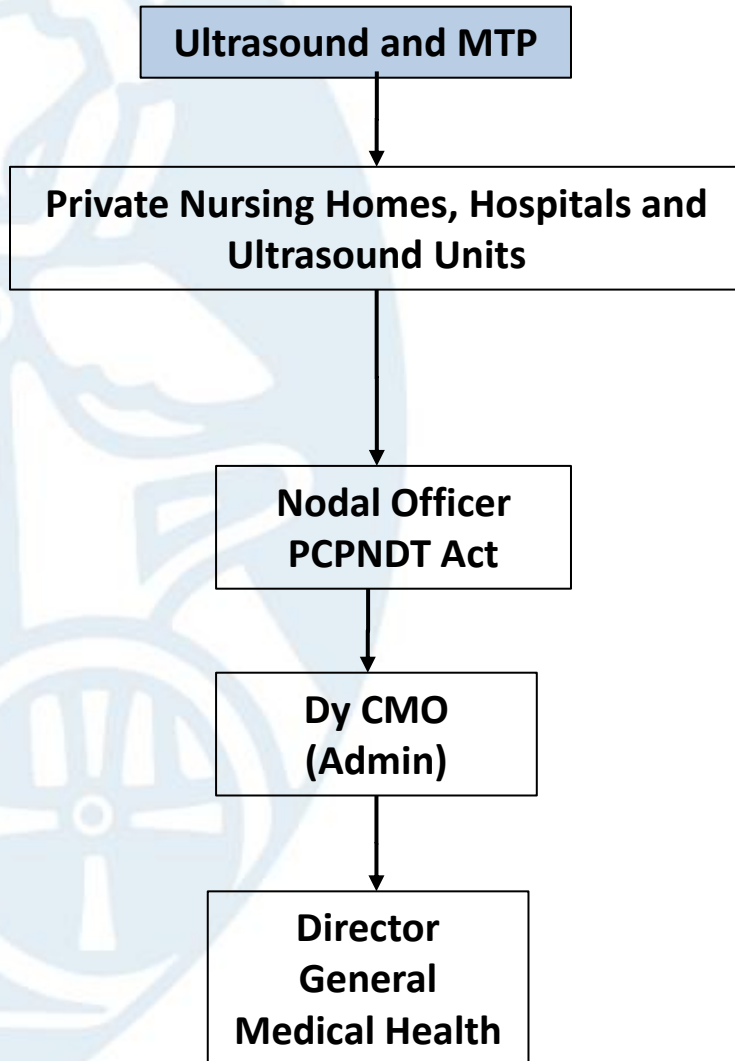 Ultrasound and MTP
Private Nursing Homes, Hospitals and
Ultrasound Units
Nodal Officer
PCPNDT Act
Dy CMO
(Admin)
Director
General
Medical Health